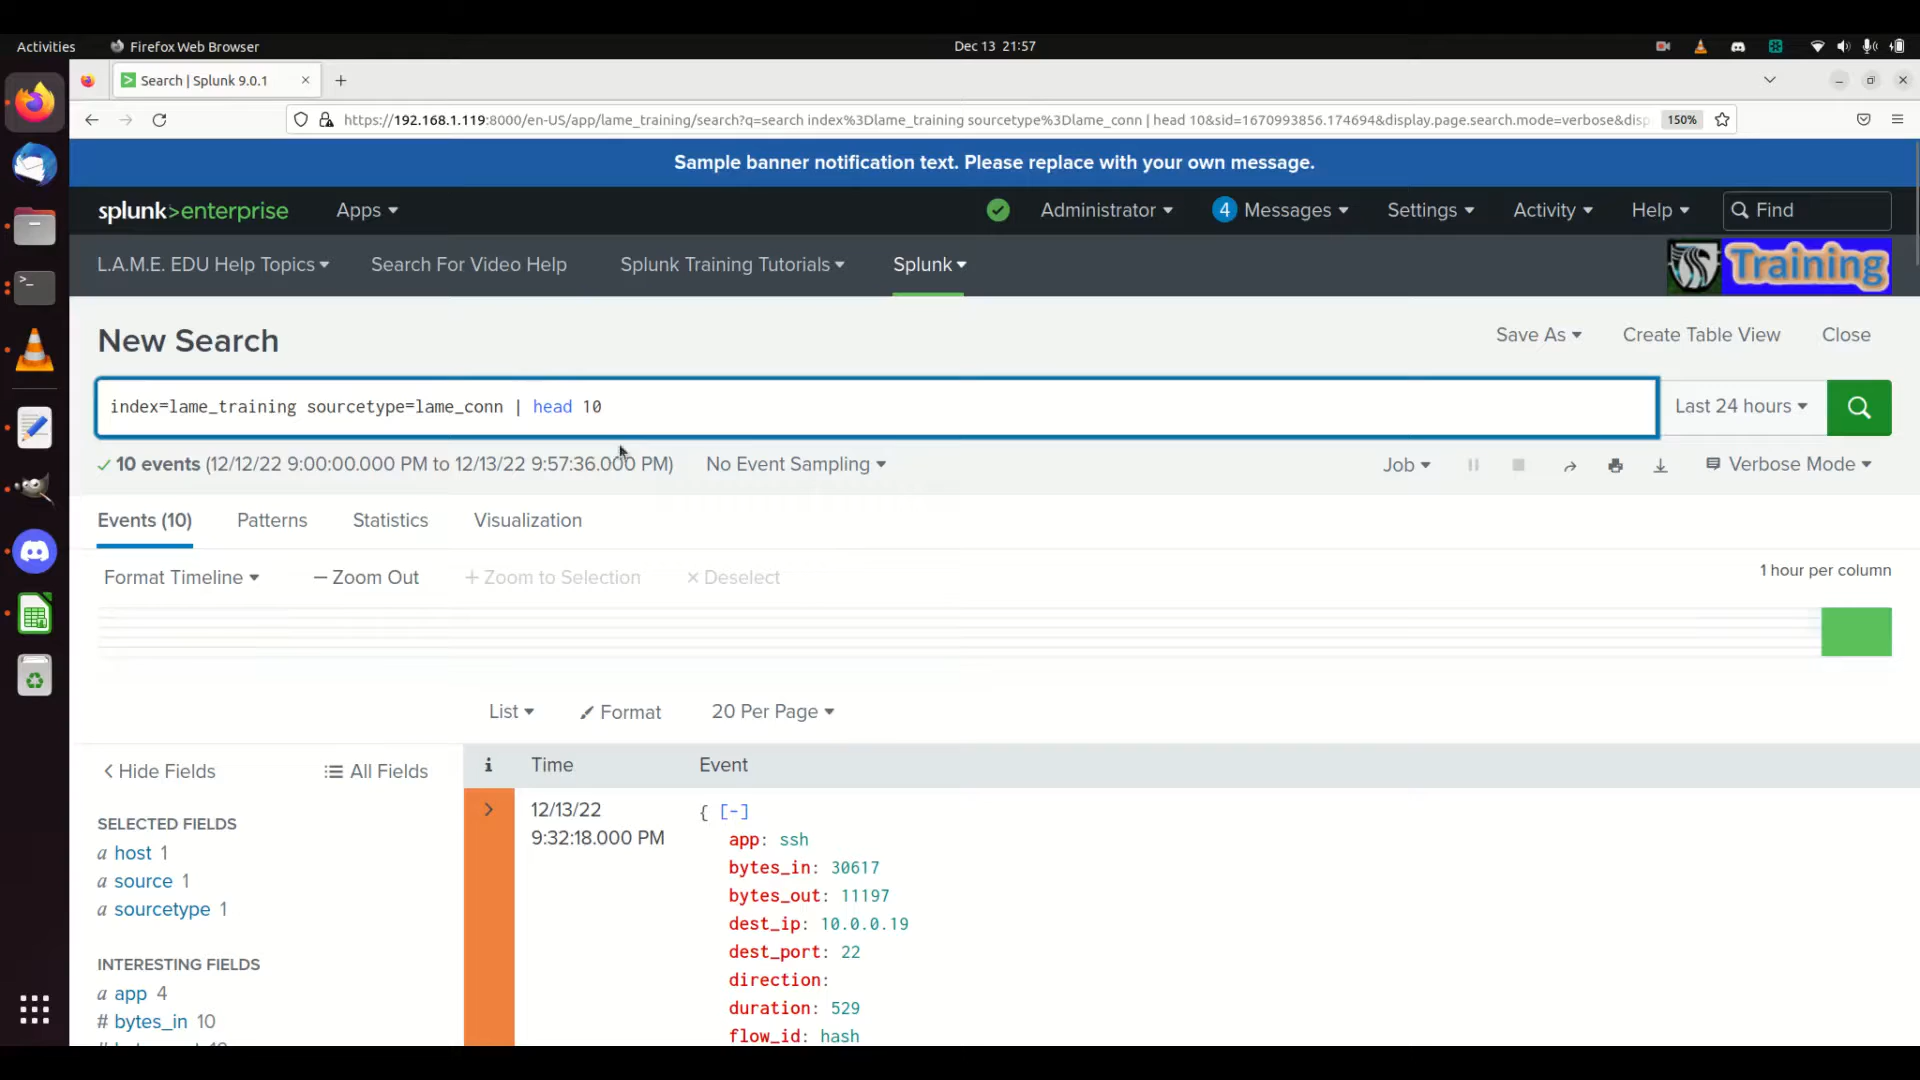 Activities Firefox Web Browser Dec 13 21:57
Search | Splunk 9.0.1
https://192.168.1.119:8000/en-US/app/lame_training/search?q=search index%3Dlame_training sourcetype%3Dlame_conn | head 10&sid=1670993856.174694&display.page.search.mode=verbose&disp 150%
Sample banner notification text. Please replace with your own message.
splunk>enterprise Apps Administrator 4 Messages Settings Activity Help Find
L.A.M.E. EDU Help Topics Search For Video Help Splunk Training Tutorials Splunk Training
New Search Save As Create Table View Close
index=lame_training sourcetype=lame_conn | head 10 Last 24 hours
10 events (12/12/22 9:00:00.000 PM to 12/13/22 9:57:36.000 PM) No Event Sampling Job Verbose Mode
Events (10) Patterns Statistics Visualization
Format Timeline — Zoom Out + Zoom to Selection × Deselect 1 hour per column
List Format 20 Per Page
< Hide Fields All Fields i Time Event
SELECTED FIELDS
a host 1
a source 1
a sourcetype 1
INTERESTING FIELDS
a app 4
# bytes_in 10
> 12/13/22
9:32:18.000 PM
{ [-]
app: ssh
bytes_in: 30617
bytes_out: 11197
dest_ip: 10.0.0.19
dest_port: 22
direction:
duration: 529
flow_id: hash